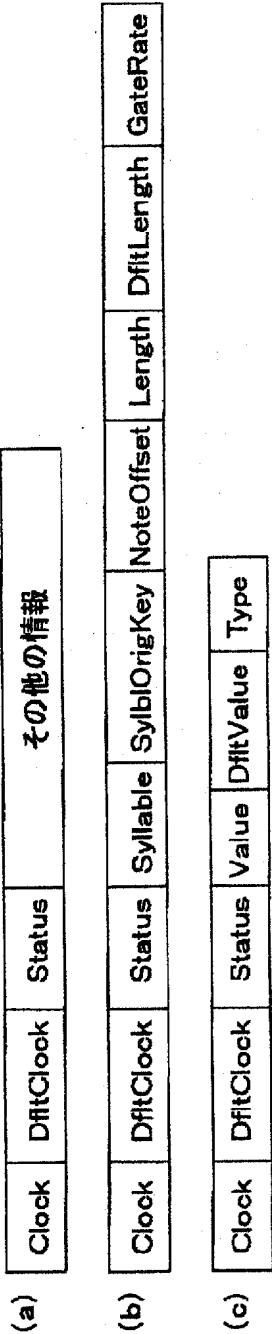 (a) Clock DfltClock Status その他の情報
(b) Clock DfltClock Status Syllable SylblOrigKey NoteOffset Length DfltLength GateRate
(c) Clock DfltClock Status Value DfltValue Type